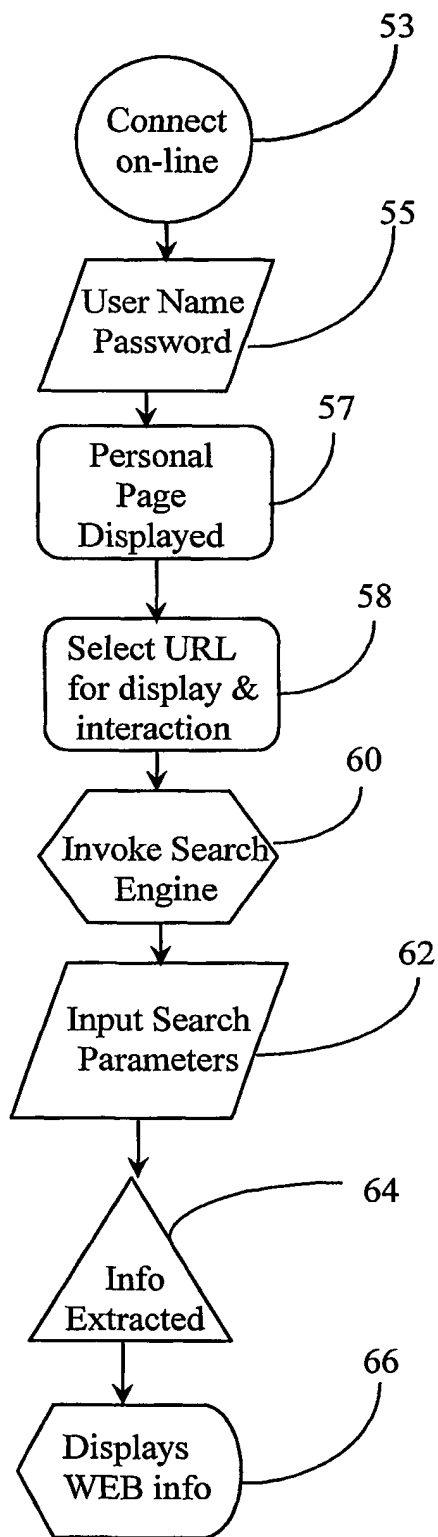 53
Connect
on-line
55
User Name
Password
57
Personal
Page
Displayed
58
Select URL
for display &
interaction
60
Invoke Search
Engine
62
Input Search
Parameters
64
Info
Extracted
66
Displays
WEB info